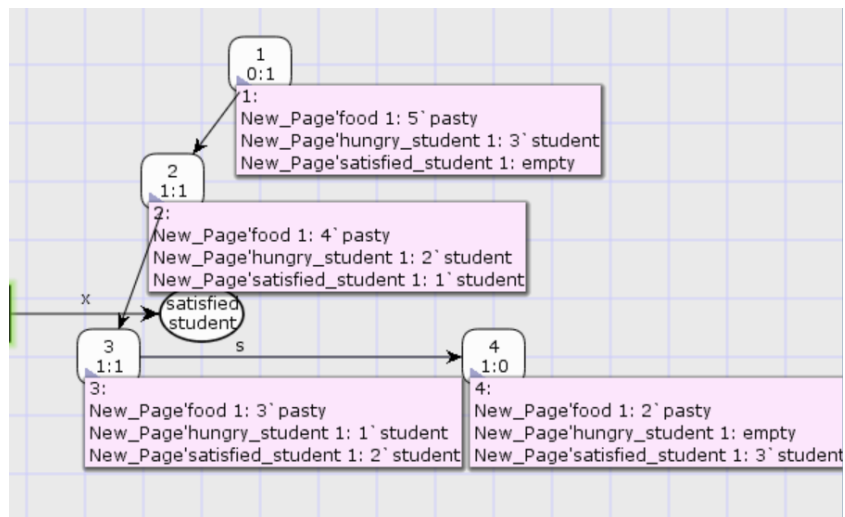 1
0:1
1:
New_Page'food 1: 5`pasty
New_Page'hungry_student 1: 3`student
New_Page'satisfied_student 1: empty
2
1:1
2:
New_Page'food 1: 4`pasty
New_Page'hungry_student 1: 2`student
New_Page'satisfied_student 1: 1`student
x
satisfied
student
3
1:1
s
4
1:0
3:
New_Page'food 1: 3`pasty
New_Page'hungry_student 1: 1`student
New_Page'satisfied_student 1: 2`student
4:
New_Page'food 1: 2`pasty
New_Page'hungry_student 1: empty
New_Page'satisfied_student 1: 3`student